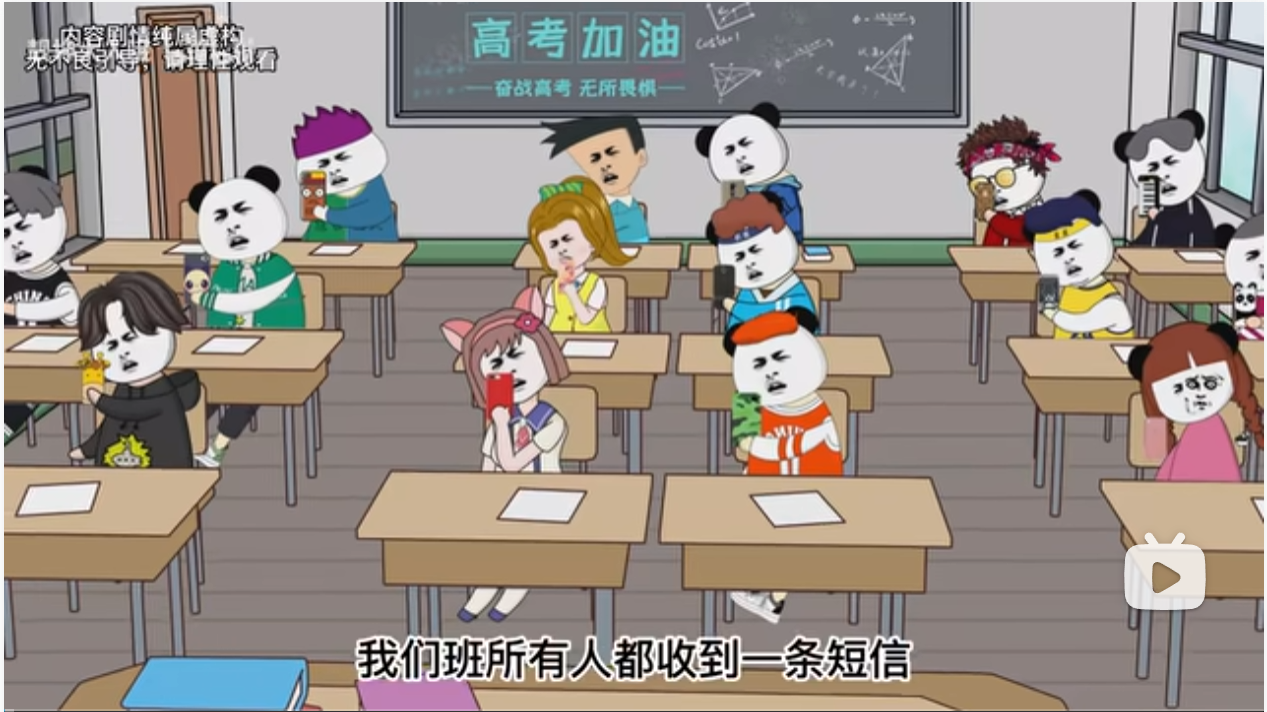 内容剧情纯属虚构
无不良引导，请理性观看
高考加油
奋战高考 无所畏惧
我们班所有人都收到一条短信